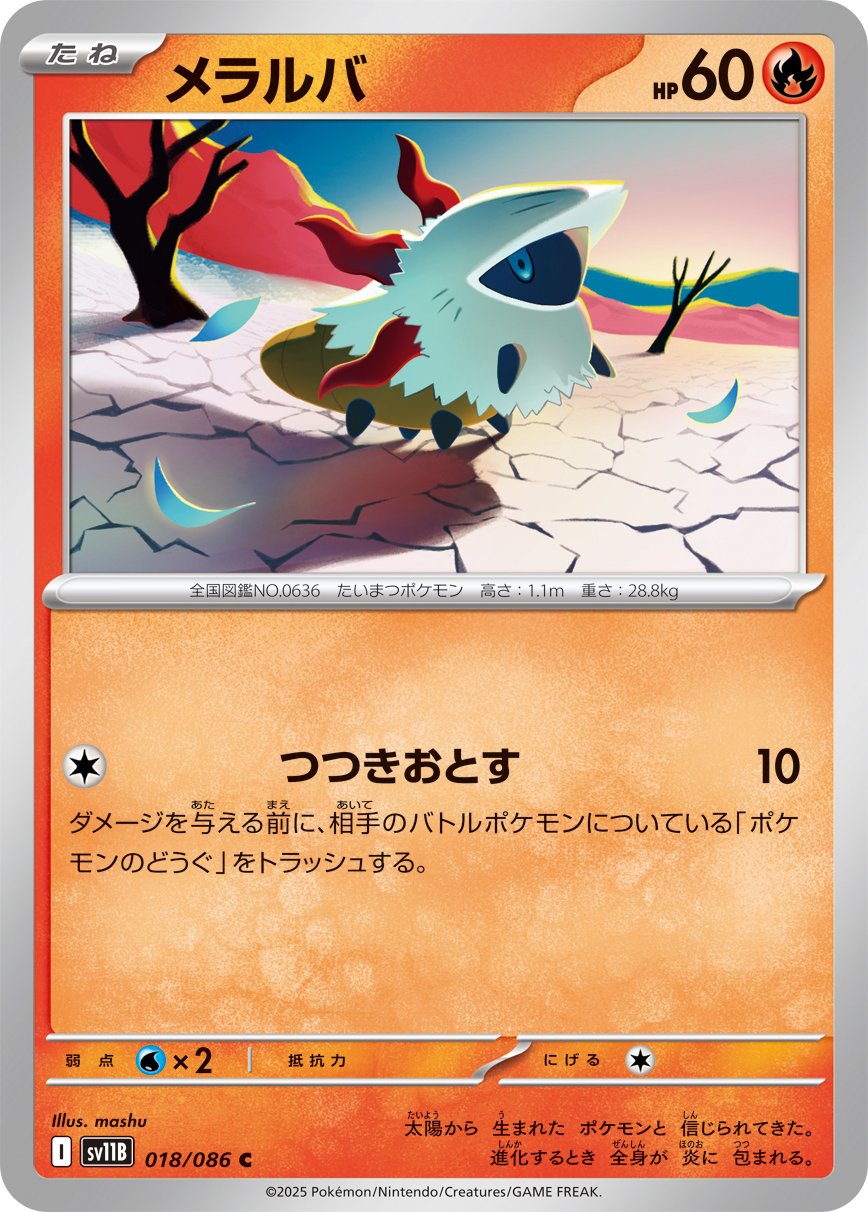 たね
メラルバ
HP60
全国図鑑NO.0636 たいまつポケモン 高さ:1.1m 重さ:28.8kg
つつきおとす 10
ダメージを与える前に、相手のバトルポケモンについている「ポケ
モンのどうぐ」をトラッシュする。
弱点 ×2 抵抗力 にげる
Illus. mashu
太陽から 生まれた ポケモンと 信じられてきた。
進化するとき 全身が 炎に 包まれる。
I sv11B 018/086 C
©2025 Pokémon/Nintendo/Creatures/GAME FREAK.